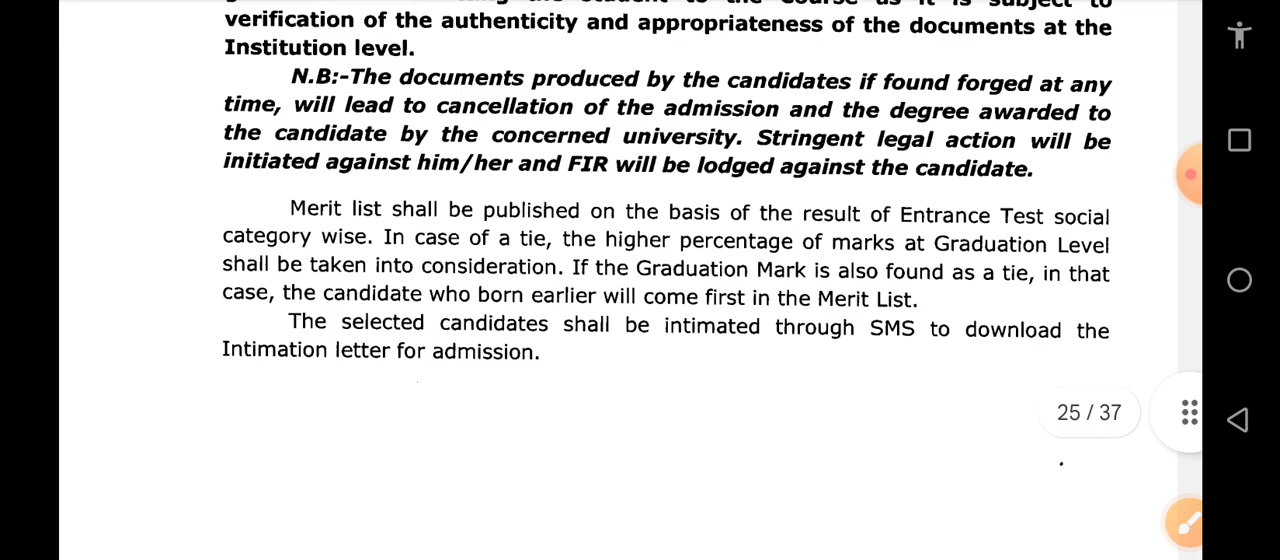 verification of the authenticity and appropriateness of the documents at the
Institution level.
N.B:-The documents produced by the candidates if found forged at any
time, will lead to cancellation of the admission and the degree awarded to
the candidate by the concerned university. Stringent legal action will be
initiated against him/her and FIR will be lodged against the candidate.
Merit list shall be published on the basis of the result of Entrance Test social
category wise. In case of a tie, the higher percentage of marks at Graduation Level
shall be taken into consideration. If the Graduation Mark is also found as a tie, in that
case, the candidate who born earlier will come first in the Merit List.
The selected candidates shall be intimated through SMS to download the
Intimation letter for admission.
25 / 37